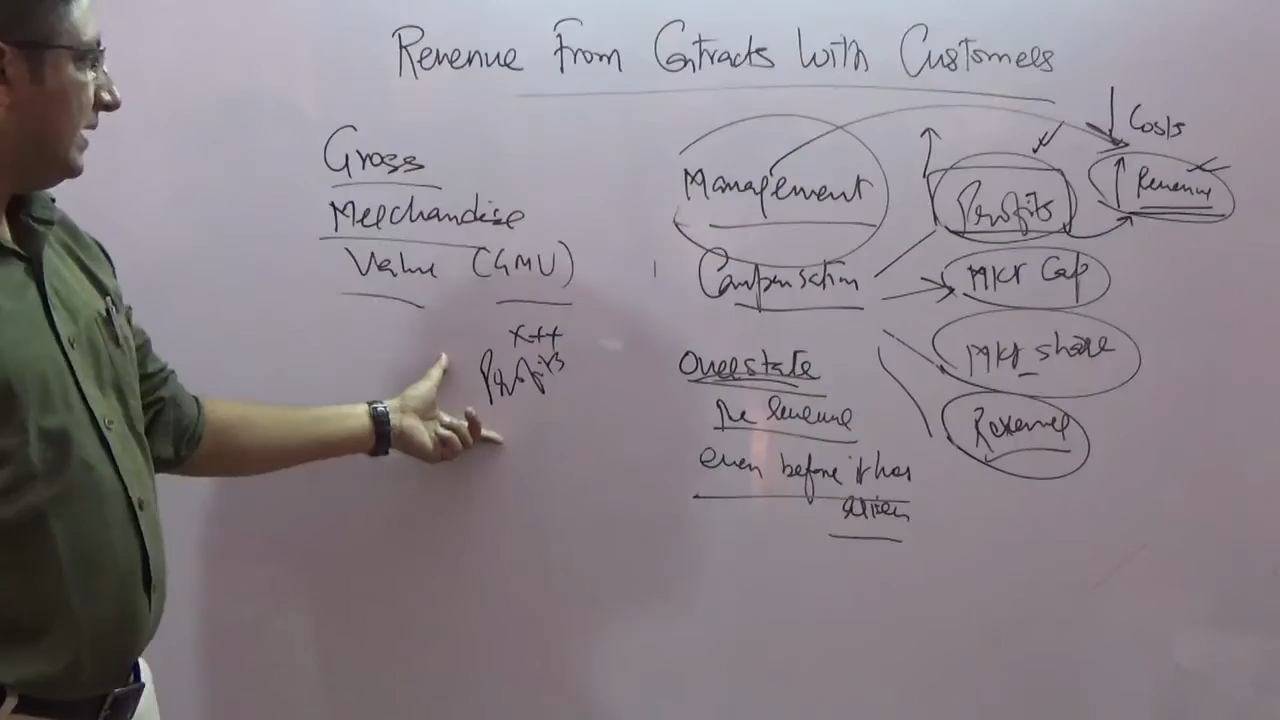 Revenue From Contracts With Customers
Gross
Merchandise
Value (GMV)
x++
Profits
Management
Compensation
Overstate
Revenue
even before it has
arisen
Costs
Revenue
Profits
Mkt Cap
Mkt share
Revenue